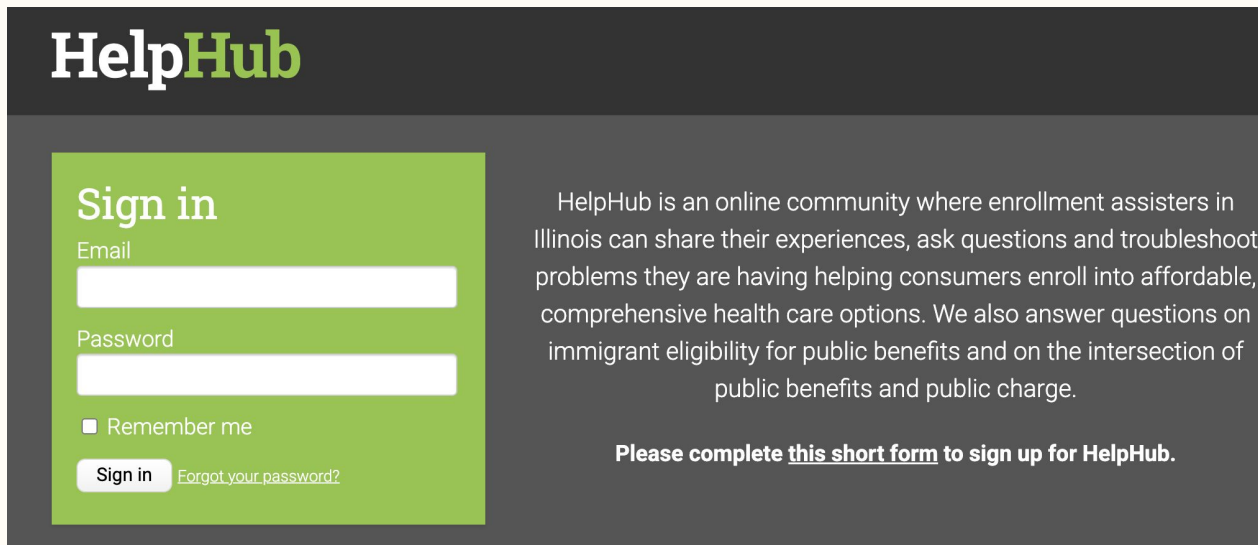 HelpHub
Sign in
Email
Password
Remember me
Sign in Forgot your password?
HelpHub is an online community where enrollment assisters in
Illinois can share their experiences, ask questions and troubleshoot
problems they are having helping consumers enroll into affordable,
comprehensive health care options. We also answer questions on
immigrant eligibility for public benefits and on the intersection of
public benefits and public charge.
Please complete this short form to sign up for HelpHub.